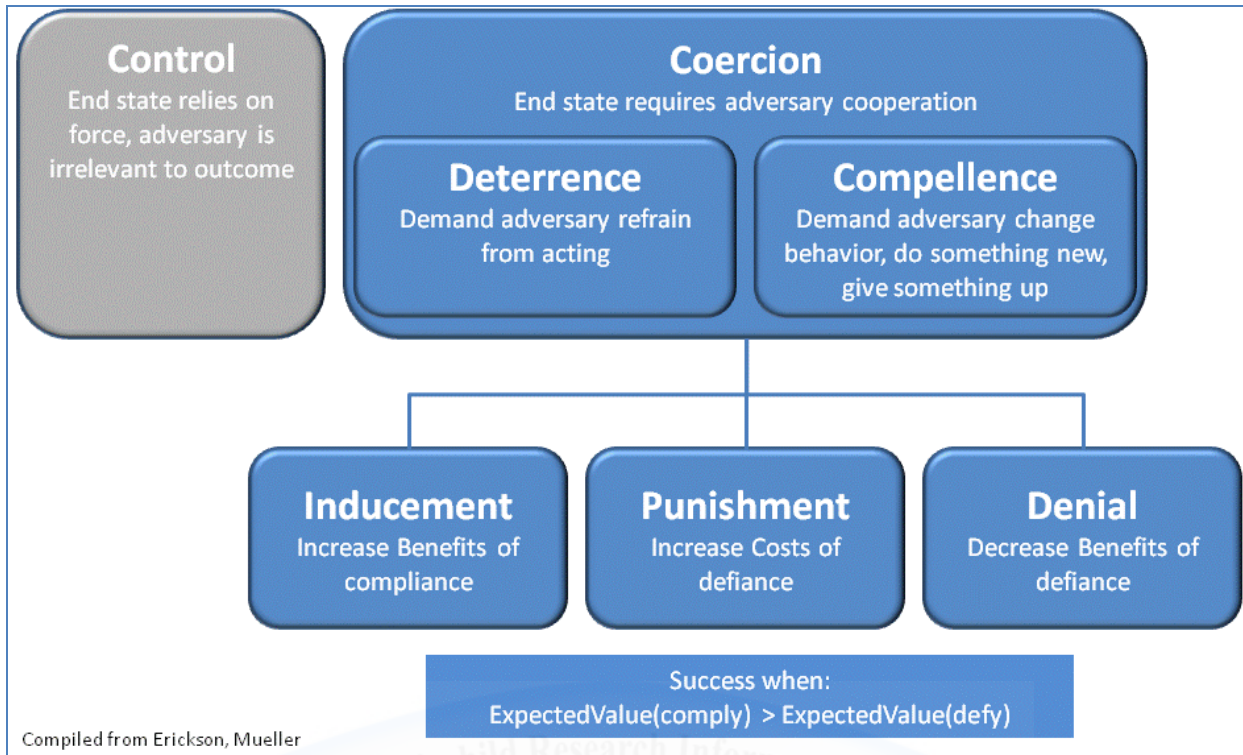 Control
End state relies on
force, adversary is
irrelevant to outcome
Coercion
End state requires adversary cooperation
Deterrence
Demand adversary refrain
from acting
Compellence
Demand adversary change
behavior, do something new,
give something up
Inducement
Increase Benefits of
compliance
Punishment
Increase Costs of
defiance
Denial
Decrease Benefits of
defiance
Success when:
ExpectedValue(comply) > ExpectedValue(defy)
Compiled from Erickson, Mueller
Research